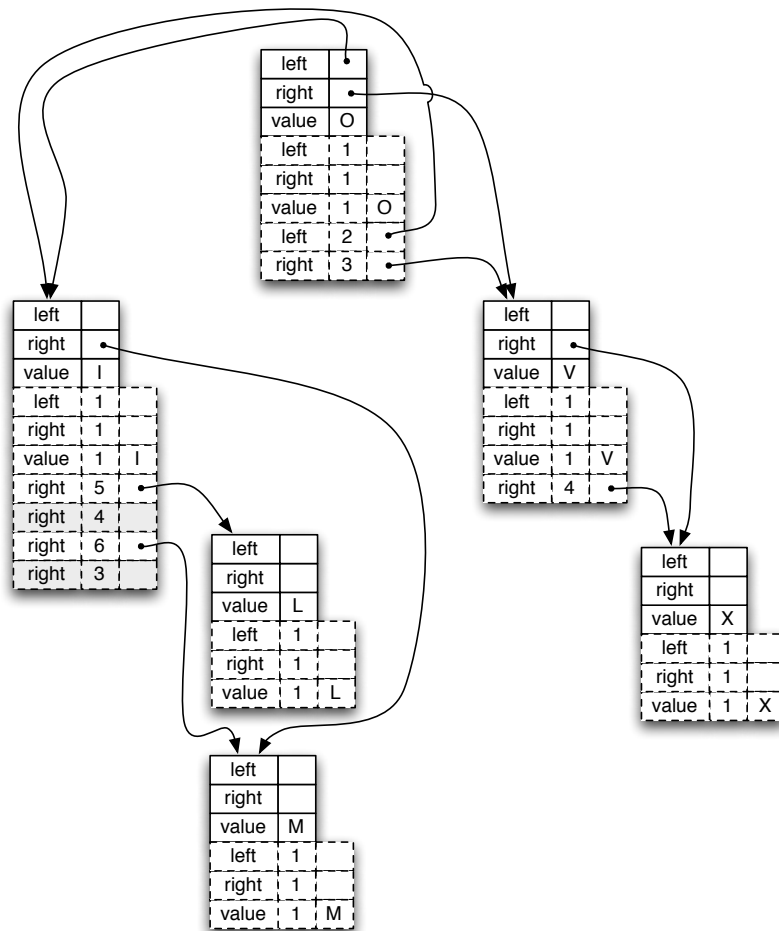 left
right
value O
left 1
right 1
value 1 O
left 2
right 3
left
right
value I
left 1
right 1
value 1 I
right 5
right 4
right 6
right 3
left
right
value V
left 1
right 1
value 1 V
right 4
left
right
value L
left 1
right 1
value 1 L
left
right
value X
left 1
right 1
value 1 X
left
right
value M
left 1
right 1
value 1 M